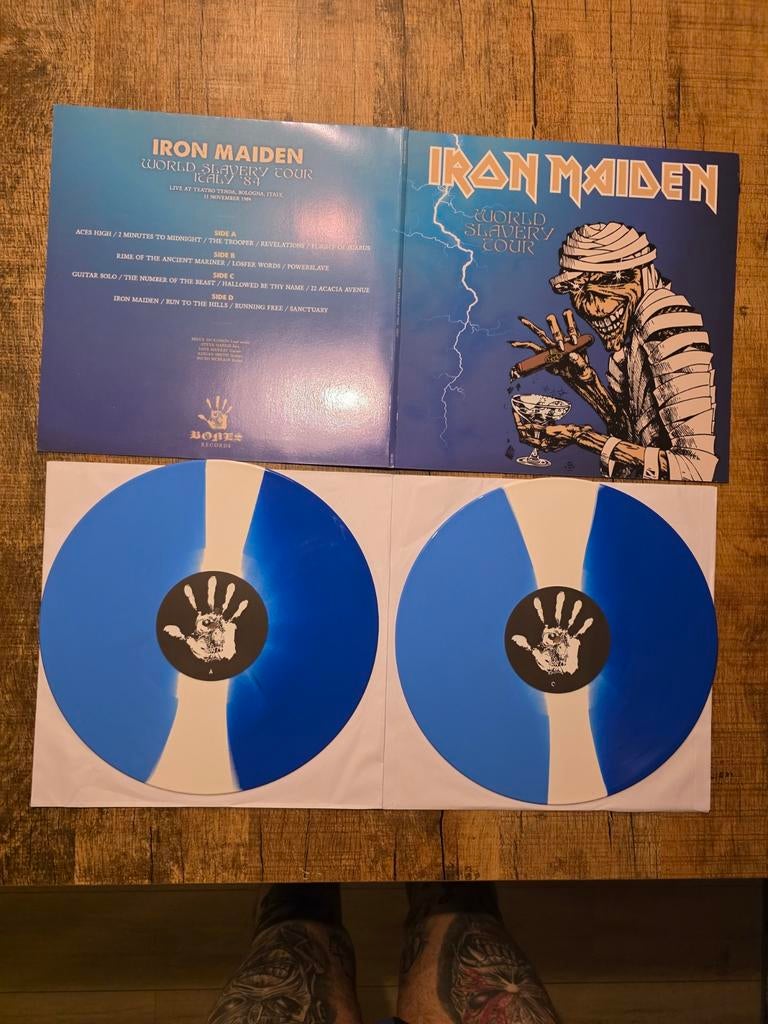 IRON MAIDEN
WORLD SLAVERY TOUR
ITALY '84
LIVE AT TEATRO TENDA, BOLOGNA, ITALY,
11 NOVEMBER 1984
SIDE A
ACES HIGH / 2 MINUTES TO MIDNIGHT / THE TROOPER / REVELATIONS / FLIGHT OF ICARUS
SIDE B
RIME OF THE ANCIENT MARINER / LOSFER WORDS / POWERSLAVE
SIDE C
GUITAR SOLO / THE NUMBER OF THE BEAST / HALLOWED BE THY NAME / 22 ACACIA AVENUE
SIDE D
IRON MAIDEN / RUN TO THE HILLS / RUNNING FREE / SANCTUARY
BONES
RECORDS
IRON MAIDEN
WORLD
SLAVERY
TOUR
A
C